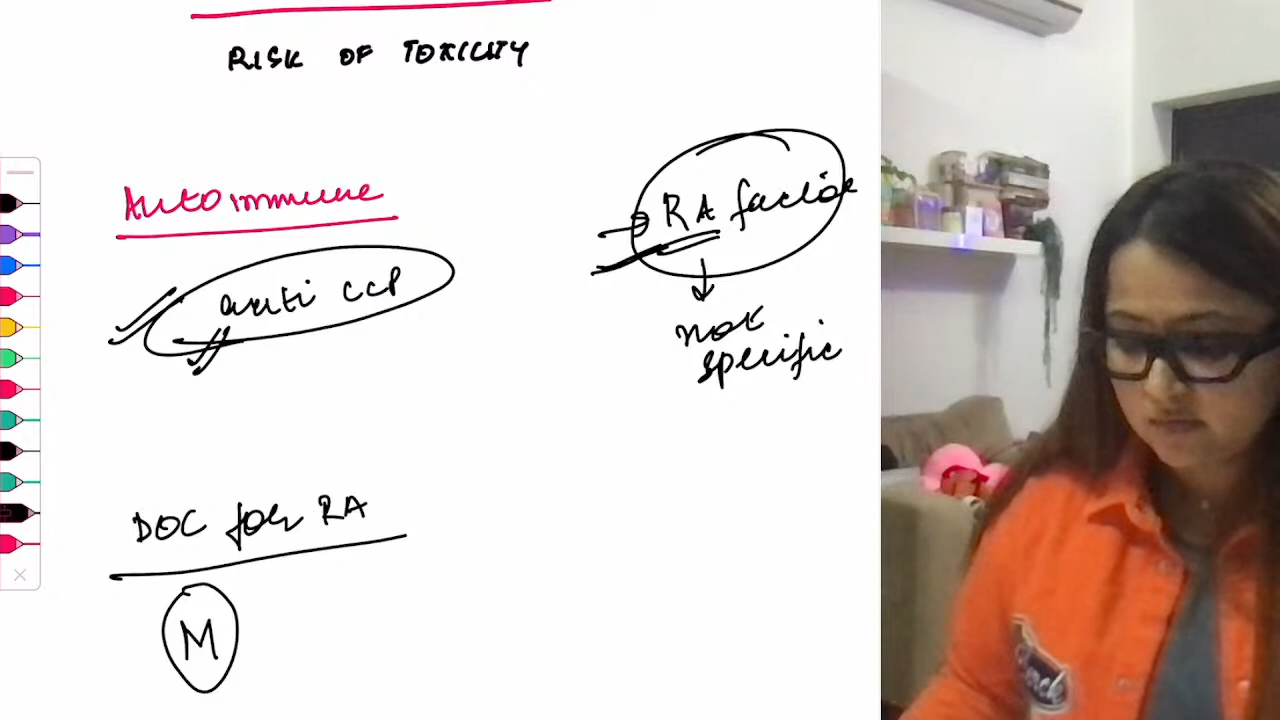 RISK OF TOXICITY
Autoimmune
RA factor
anti CCP
not
specific
DOC for RA
M